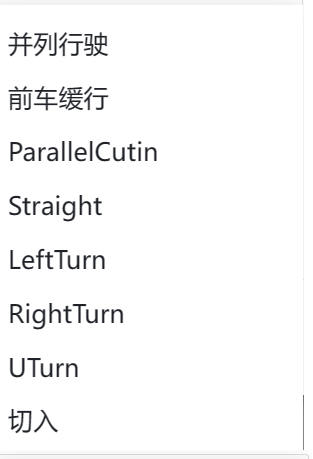 并列行驶
前车缓行
ParallelCutin
Straight
LeftTurn
RightTurn
UTurn
切入